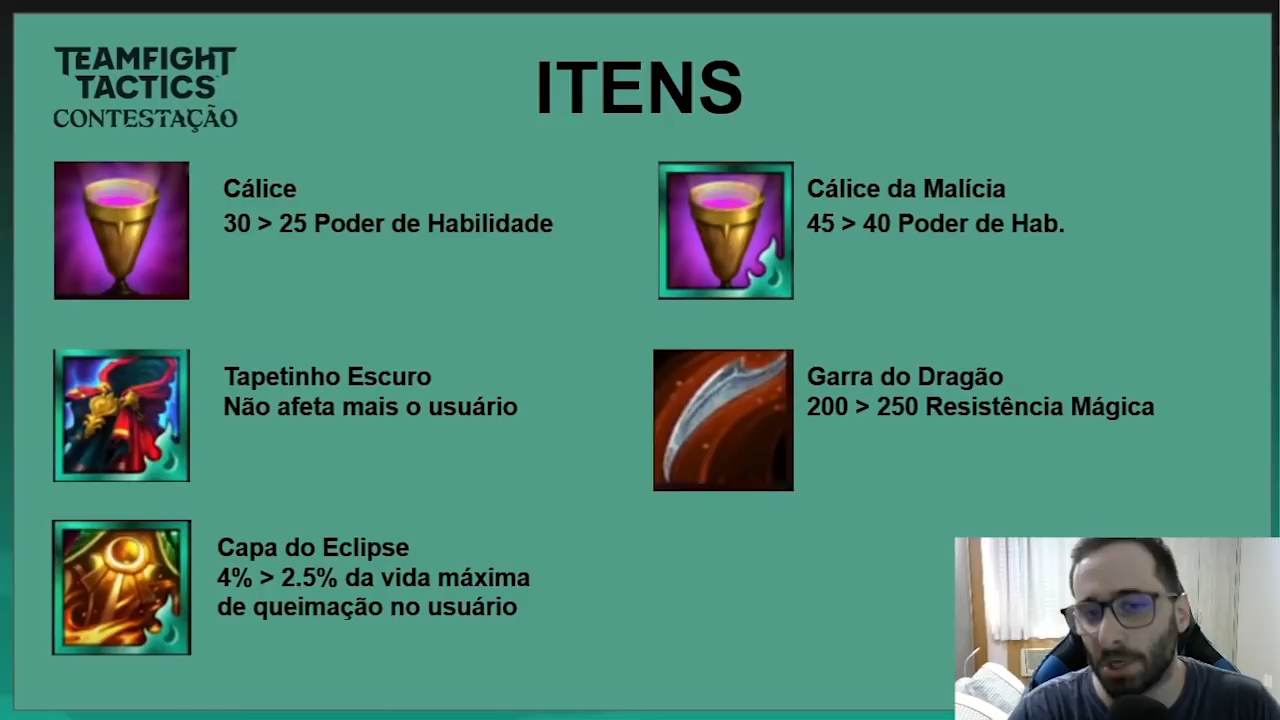 TEAMFIGHT
TACTICS
CONTESTAÇÃO
ITENS
Cálice
30 > 25 Poder de Habilidade
Cálice da Malícia
45 > 40 Poder de Hab.
Tapetinho Escuro
Não afeta mais o usuário
Garra do Dragão
200 > 250 Resistência Mágica
Capa do Eclipse
4% > 2.5% da vida máxima
de queimação no usuário